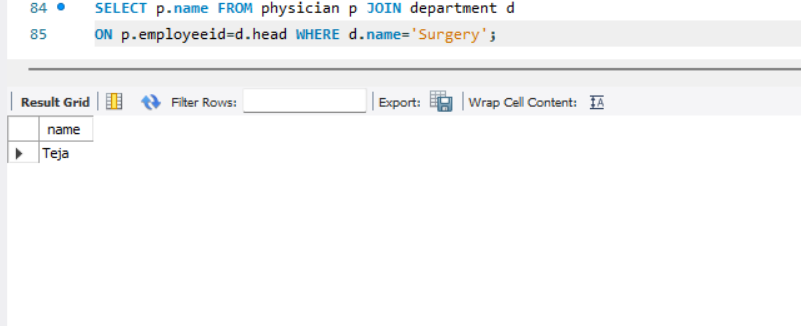 84 SELECT p.name FROM physician p JOIN department d
85 ON p.employeeid=d.head WHERE d.name='Surgery';
Result Grid Filter Rows: Export: Wrap Cell Content: IA
name
Teja